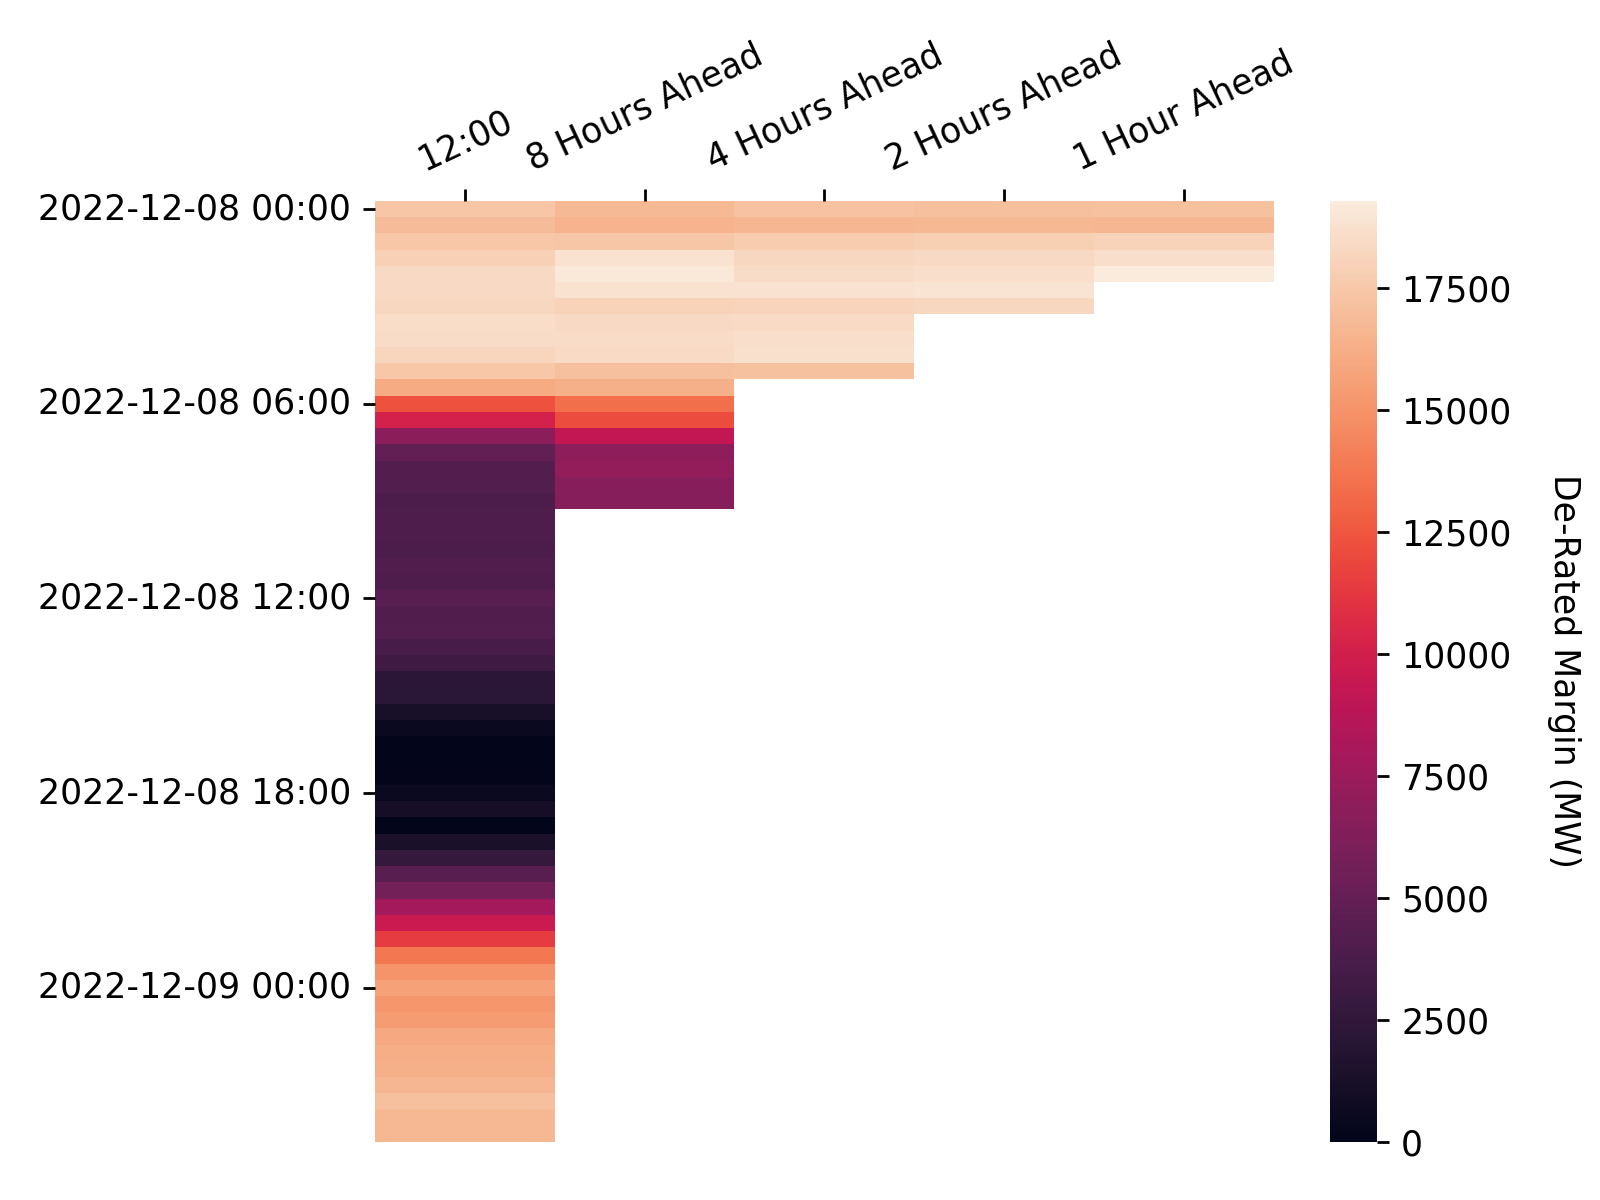 12:00
8 Hours Ahead
4 Hours Ahead
2 Hours Ahead
1 Hour Ahead
2022-12-08 00:00
2022-12-08 06:00
2022-12-08 12:00
2022-12-08 18:00
2022-12-09 00:00
17500
15000
12500
10000
7500
5000
2500
0
De-Rated Margin (MW)